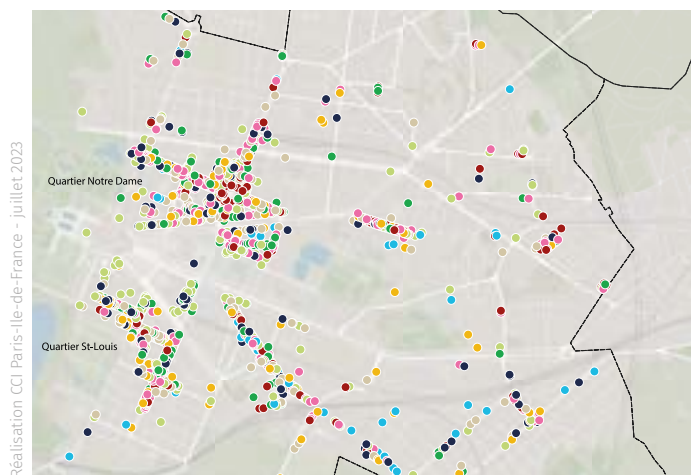 Réalisation CCI Paris-Ile-de-France - juillet 2023
Quartier Notre Dame
Quartier St-Louis